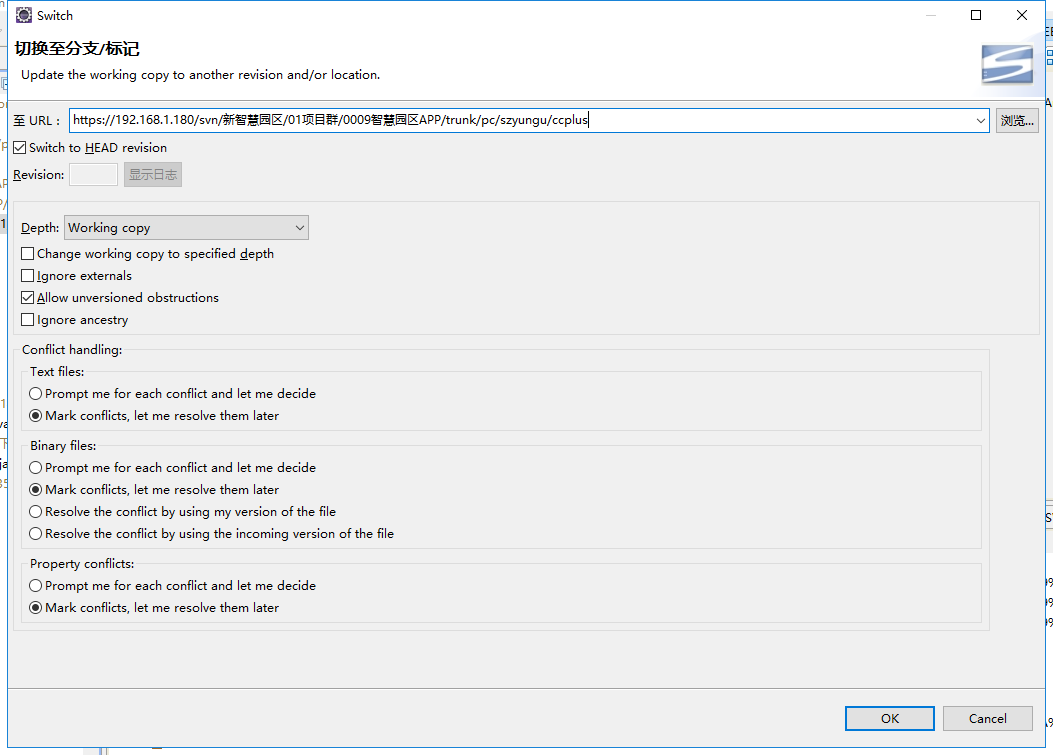 Switch
切换至分支/标记
Update the working copy to another revision and/or location.
至 URL： https://192.168.1.180/svn/新智慧园区/01项目群/0009智慧园区APP/trunk/pc/szyungu/ccplus 浏览...
Switch to HEAD revision
Revision: 显示日志
Depth: Working copy
Change working copy to specified depth
Ignore externals
Allow unversioned obstructions
Ignore ancestry
Conflict handling:
Text files:
Prompt me for each conflict and let me decide
Mark conflicts, let me resolve them later
Binary files:
Prompt me for each conflict and let me decide
Mark conflicts, let me resolve them later
Resolve the conflict by using my version of the file
Resolve the conflict by using the incoming version of the file
Property conflicts:
Prompt me for each conflict and let me decide
Mark conflicts, let me resolve them later
OK Cancel